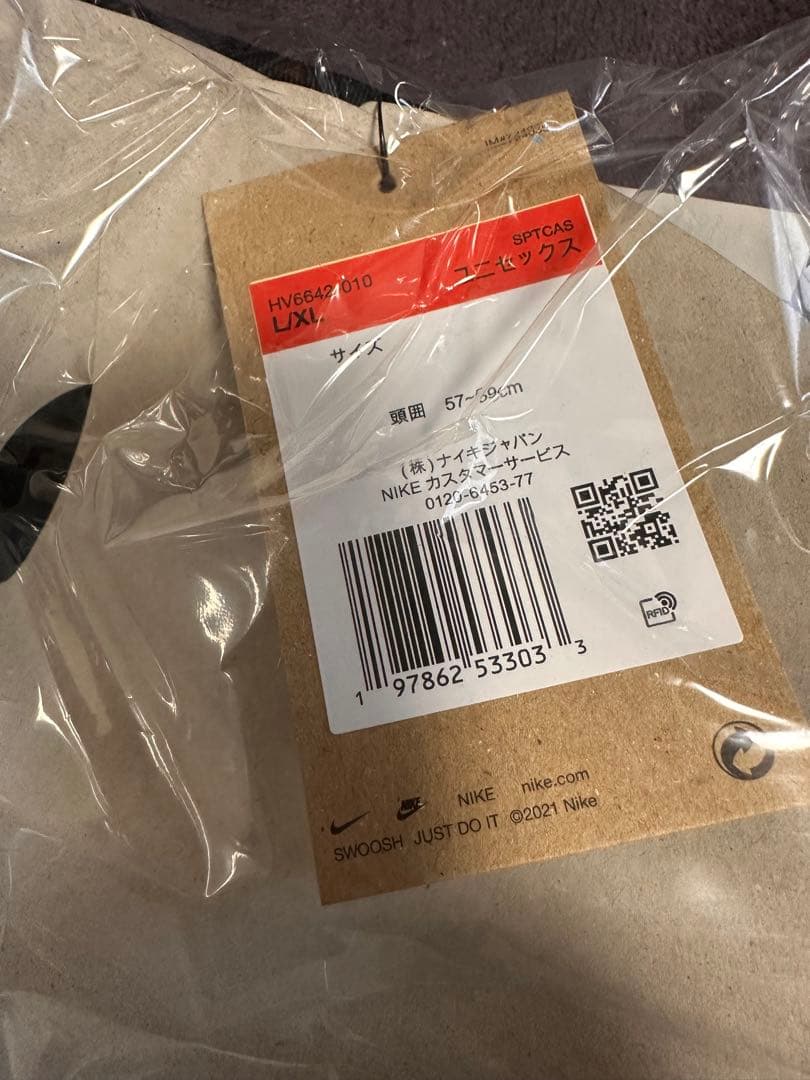 SPTCAS
ユニセックス
HV6642 010
L/XL
サイズ
頭囲 57~59cm
(株)ナイキジャパン
NIKE カスタマーサービス
0120-6453-77
RFID
1 97862 53303 3
NIKE
NIKE nike.com
SWOOSH JUST DO IT ©2021 Nike